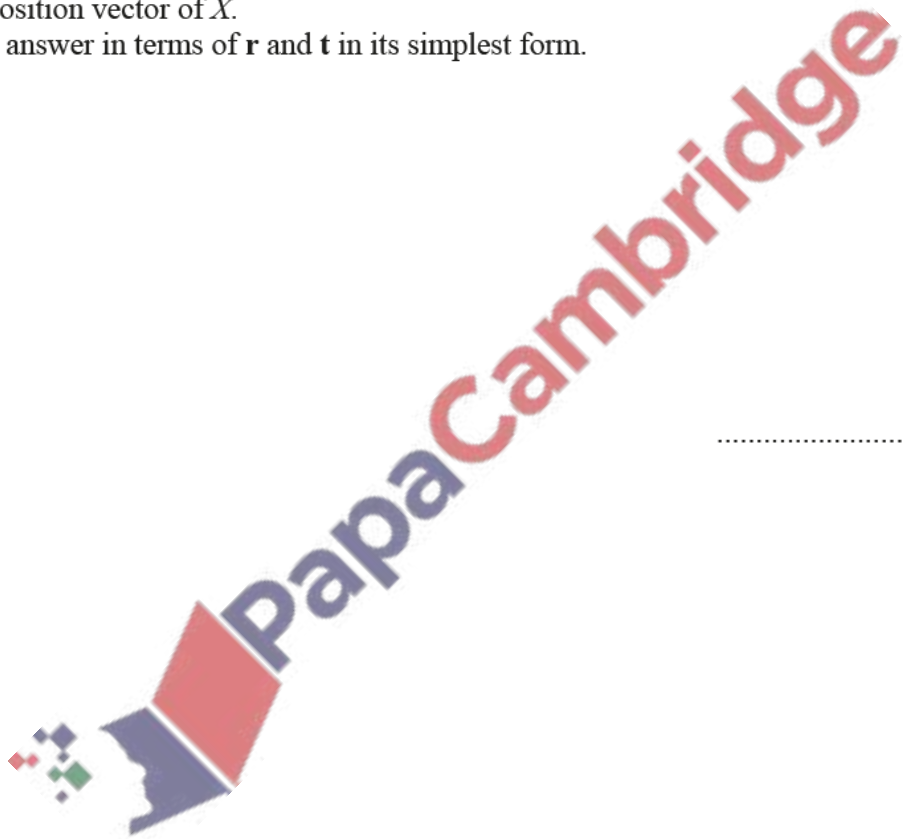 osition vector of X.
answer in terms of r and t in its simplest form.
PapaCambridge
........................